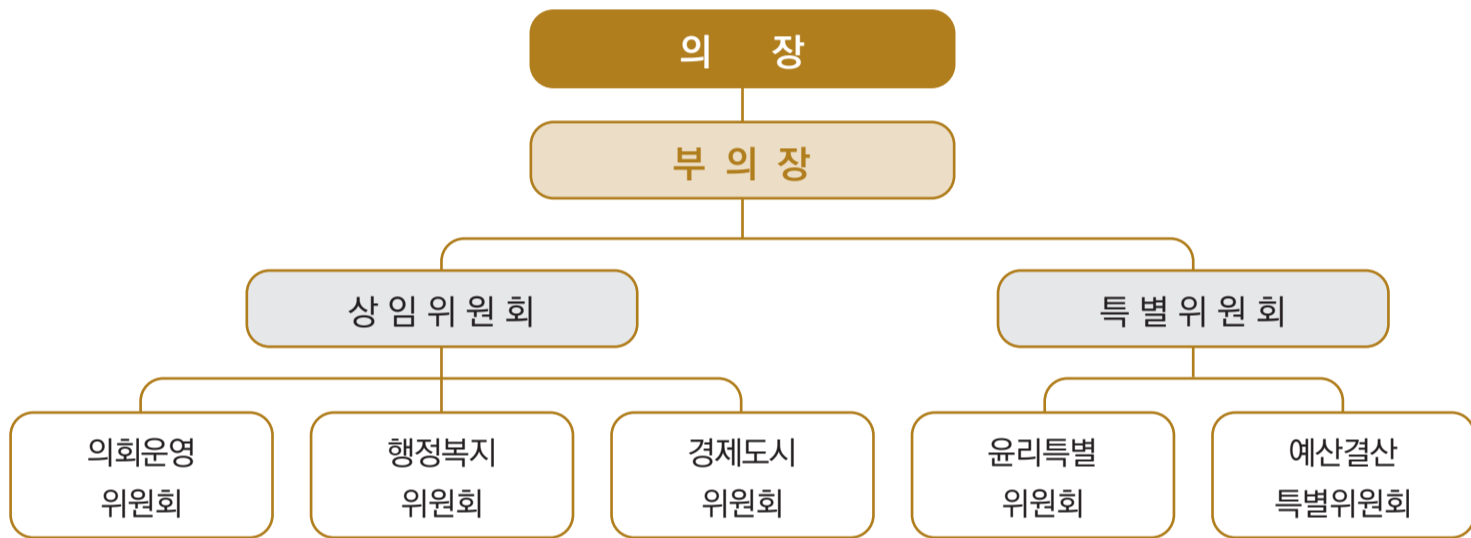 의 장
부 의 장
상 임 위 원 회
특 별 위 원 회
의회운영
위원회
행정복지
위원회
경제도시
위원회
윤리특별
위원회
예산결산
특별위원회